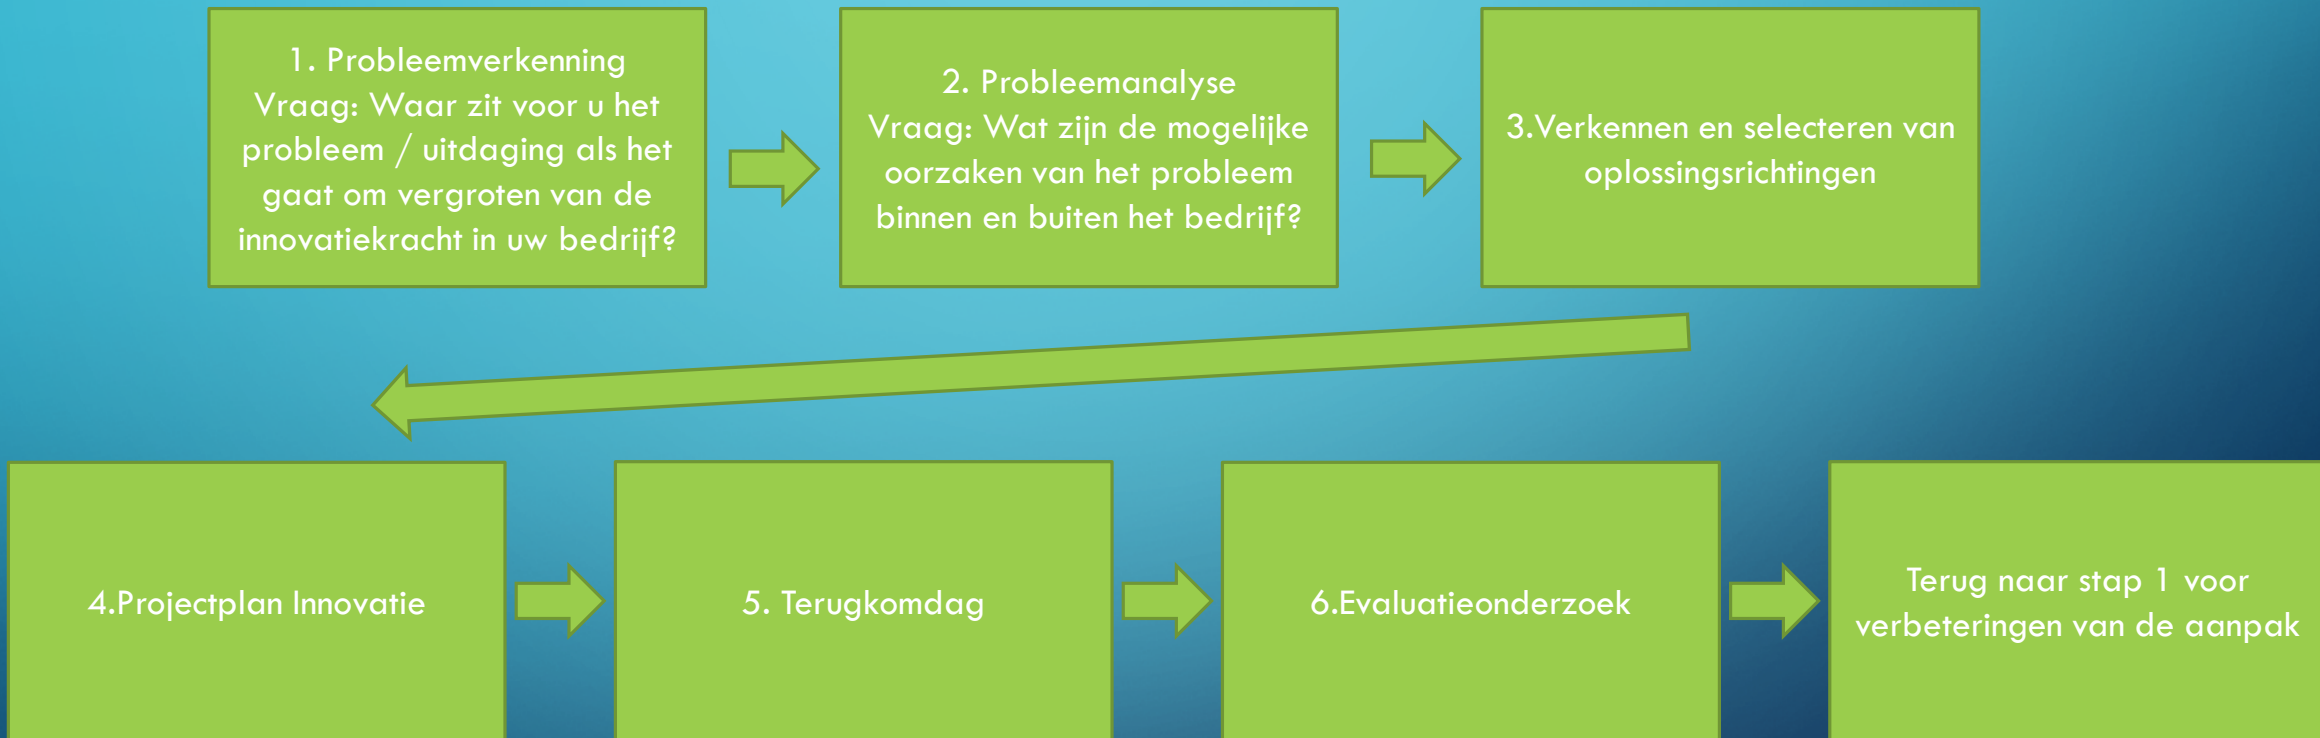 1. Probleemverkenning
Vraag: Waar zit voor u het
probleem / uitdaging als het
gaat om vergroten van de
innovatiekracht in uw bedrijf?
2. Probleemanalyse
Vraag: Wat zijn de mogelijke
oorzaken van het probleem
binnen en buiten het bedrijf?
3.Verkennen en selecteren van
oplossingsrichtingen
4.Projectplan Innovatie
5. Terugkomdag
6.Evaluatieonderzoek
Terug naar stap 1 voor
verbeteringen van de aanpak